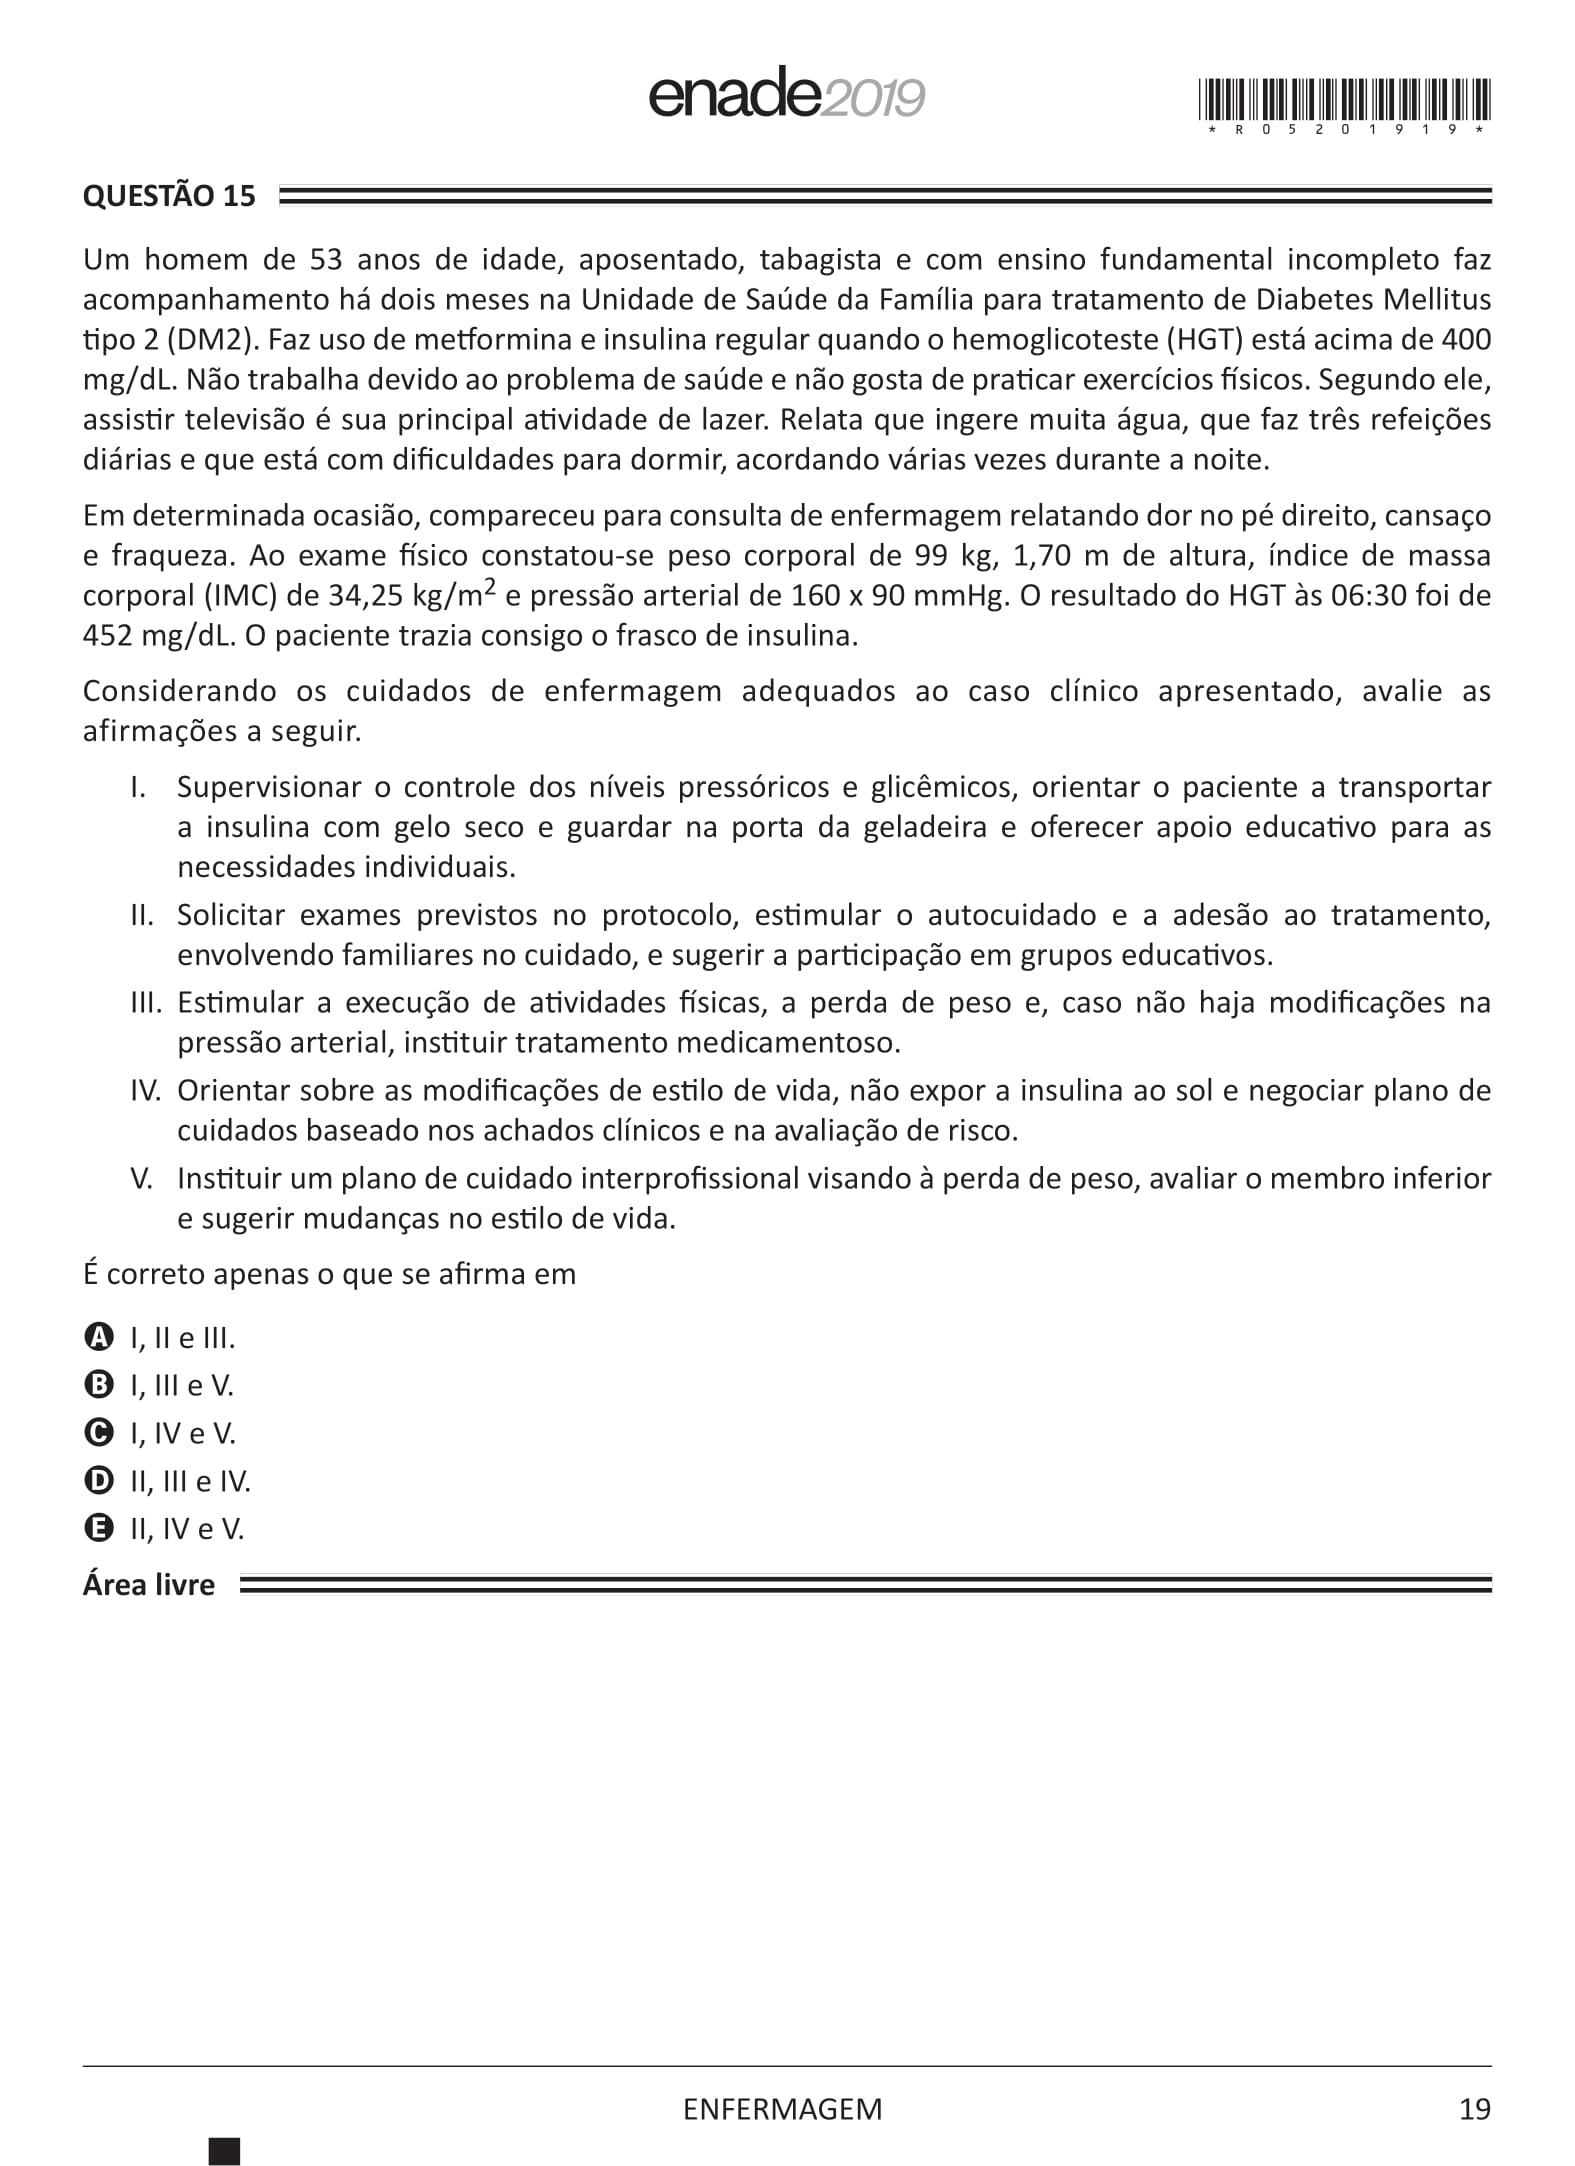 enade2019
*R05201919*
QUESTÃO 15
Um homem de 53 anos de idade, aposentado, tabagista e com ensino fundamental incompleto faz
acompanhamento há dois meses na Unidade de Saúde da Família para tratamento de Diabetes Mellitus
tipo 2 (DM2). Faz uso de metformina e insulina regular quando o hemoglicoteste (HGT) está acima de 400
mg/dL. Não trabalha devido ao problema de saúde e não gosta de praticar exercícios físicos. Segundo ele,
assistir televisão é sua principal atividade de lazer. Relata que ingere muita água, que faz três refeições
diárias e que está com dificuldades para dormir, acordando várias vezes durante a noite.
Em determinada ocasião, compareceu para consulta de enfermagem relatando dor no pé direito, cansaço
e fraqueza. Ao exame físico constatou-se peso corporal de 99 kg, 1,70 m de altura, índice de massa
corporal (IMC) de 34,25 kg/m² e pressão arterial de 160 x 90 mmHg. O resultado do HGT às 06:30 foi de
452 mg/dL. O paciente trazia consigo o frasco de insulina.
Considerando os cuidados de enfermagem adequados ao caso clínico apresentado, avalie as
afirmações a seguir.
I. Supervisionar o controle dos níveis pressóricos e glicêmicos, orientar o paciente a transportar
a insulina com gelo seco e guardar na porta da geladeira e oferecer apoio educativo para as
necessidades individuais.
II. Solicitar exames previstos no protocolo, estimular o autocuidado e a adesão ao tratamento,
envolvendo familiares no cuidado, e sugerir a participação em grupos educativos.
III. Estimular a execução de atividades físicas, a perda de peso e, caso não haja modificações na
pressão arterial, instituir tratamento medicamentoso.
IV. Orientar sobre as modificações de estilo de vida, não expor a insulina ao sol e negociar plano de
cuidados baseado nos achados clínicos e na avaliação de risco.
V. Instituir um plano de cuidado interprofissional visando à perda de peso, avaliar o membro inferior
e sugerir mudanças no estilo de vida.
É correto apenas o que se afirma em
A I, II e III.
B I, III e V.
C I, IV e V.
D II, III e IV.
E II, IV e V.
Área livre
ENFERMAGEM 19